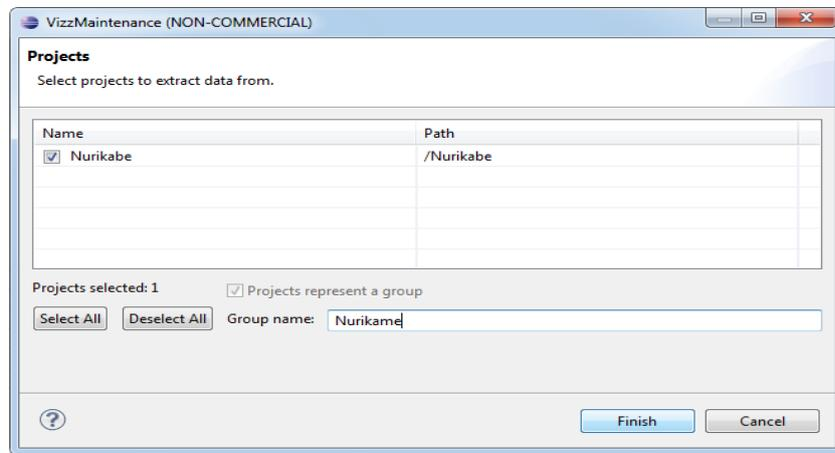 VizzMaintenance (NON-COMMERCIAL)
Projects
Select projects to extract data from.
Name Path
Nurikabe /Nurikabe
Projects selected: 1 Projects represent a group
Select All Deselect All Group name: Nurikame
? Finish Cancel